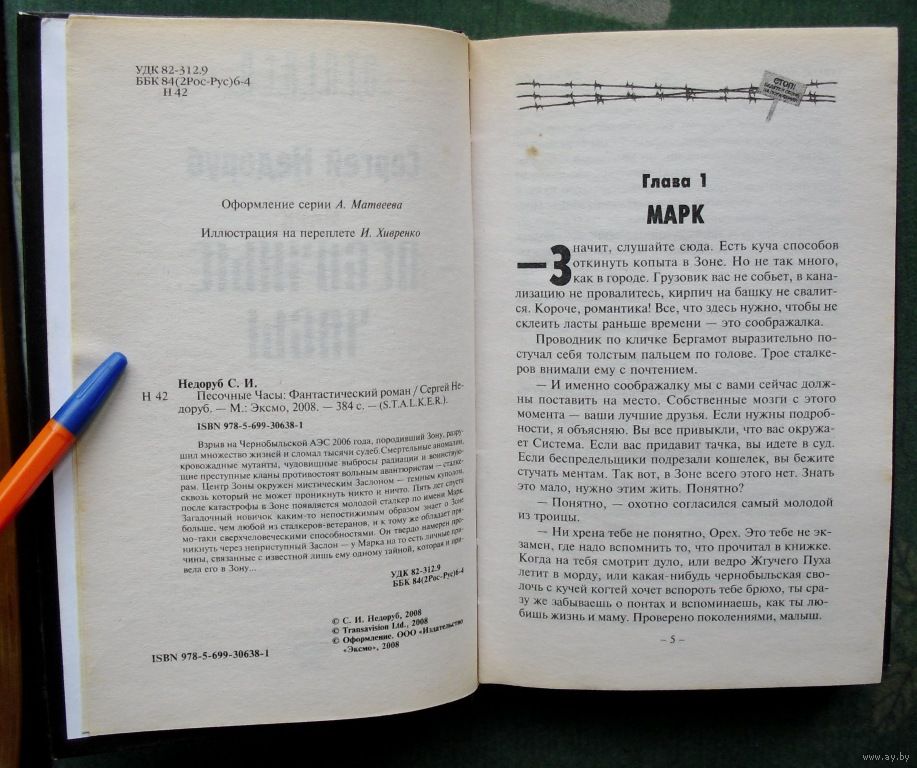 УДК 82-312.9
ББК 84(2Рос-Рус)6-4
Н 42
Оформление серии А. Матвеева
Иллюстрация на переплете И. Хивренко
Недоруб С. И.
Н 42 Песочные Часы: Фантастический роман / Сергей Не-
доруб. — М.: Эксмо, 2008. — 384 с. — (S.T.A.L.K.E.R.).
ISBN 978-5-699-30638-1
Взрыв на Чернобыльской АЭС 2006 года, породивший Зону, разру-
шил множество жизней и сломал тысячи судеб. Смертельные аномалии,
кровожадные мутанты, чудовищные выбросы радиации и воинствую-
щие преступные кланы противостоят вольным авантюристам — сталке-
рам. Центр Зоны окружен мистическим Заслоном — темным куполом,
сквозь который не может проникнуть никто и ничто. Пять лет спустя
после катастрофы в Зоне появляется молодой сталкер по имени Марк.
Загадочный новичок каким-то непостижимым образом знает о Зоне
больше, чем любой из сталкеров-ветеранов, и к тому же обладает пря-
мо-таки сверхчеловеческими способностями. Он твердо намерен про-
никнуть через неприступный Заслон — у Марка на то есть личные при-
чины, связанные с известной лишь ему одному тайной, которая и при-
вела его в Зону...
УДК 82-312.9
ББК 84(2Рос-Рус)6-4
© С. И. Недоруб, 2008
© Transavision Ltd., 2008
© Оформление. ООО «Издательство
«Эксмо», 2008
ISBN 978-5-699-30638-1
СТОП!
Глава 1
МАРК
— Значит, слушайте сюда. Есть куча способов
откинуть копыта в Зоне. Но не так много,
как в городе. Грузовик вас не собьет, в кана-
лизацию не провалитесь, кирпич на башку не свалит-
ся. Короче, романтика! Все, что здесь нужно, чтобы не
склеить ласты раньше времени — это соображалка.
Проводник по кличке Бергамот выразительно по-
стучал себя толстым пальцем по голове. Трое сталке-
ров внимали ему с почтением.
— И именно соображалку мы с вами сейчас долж-
ны поставить на место. Собственные мозги с этого
момента — ваши лучшие друзья. Если нужны подроб-
ности, я объясняю. Вы все привыкли, что вас окружа-
ет Система. Если вас придавит тачка, вы идете в суд.
Если беспредельщики подрезали кошелек, вы бежите
стучать ментам. Так вот, в Зоне всего этого нет. Знать
это мало, нужно этим жить. Понятно?
— Понятно, — охотно согласился самый молодой
из троицы.
— Ни хрена тебе не понятно, Орех. Это тебе не эк-
замен, где надо вспомнить то, что прочитал в книжке.
Когда на тебя смотрит дуло, или ведро Жгучего Пуха
летит в морду, или какая-нибудь чернобыльская сво-
лочь с кучей когтей хочет вспороть тебе брюхо, ты сра-
зу же забываешь о понтах и вспоминаешь, как ты лю-
бишь жизнь и маму. Проверено поколениями, малыш.
– 5 –
www.ay.by